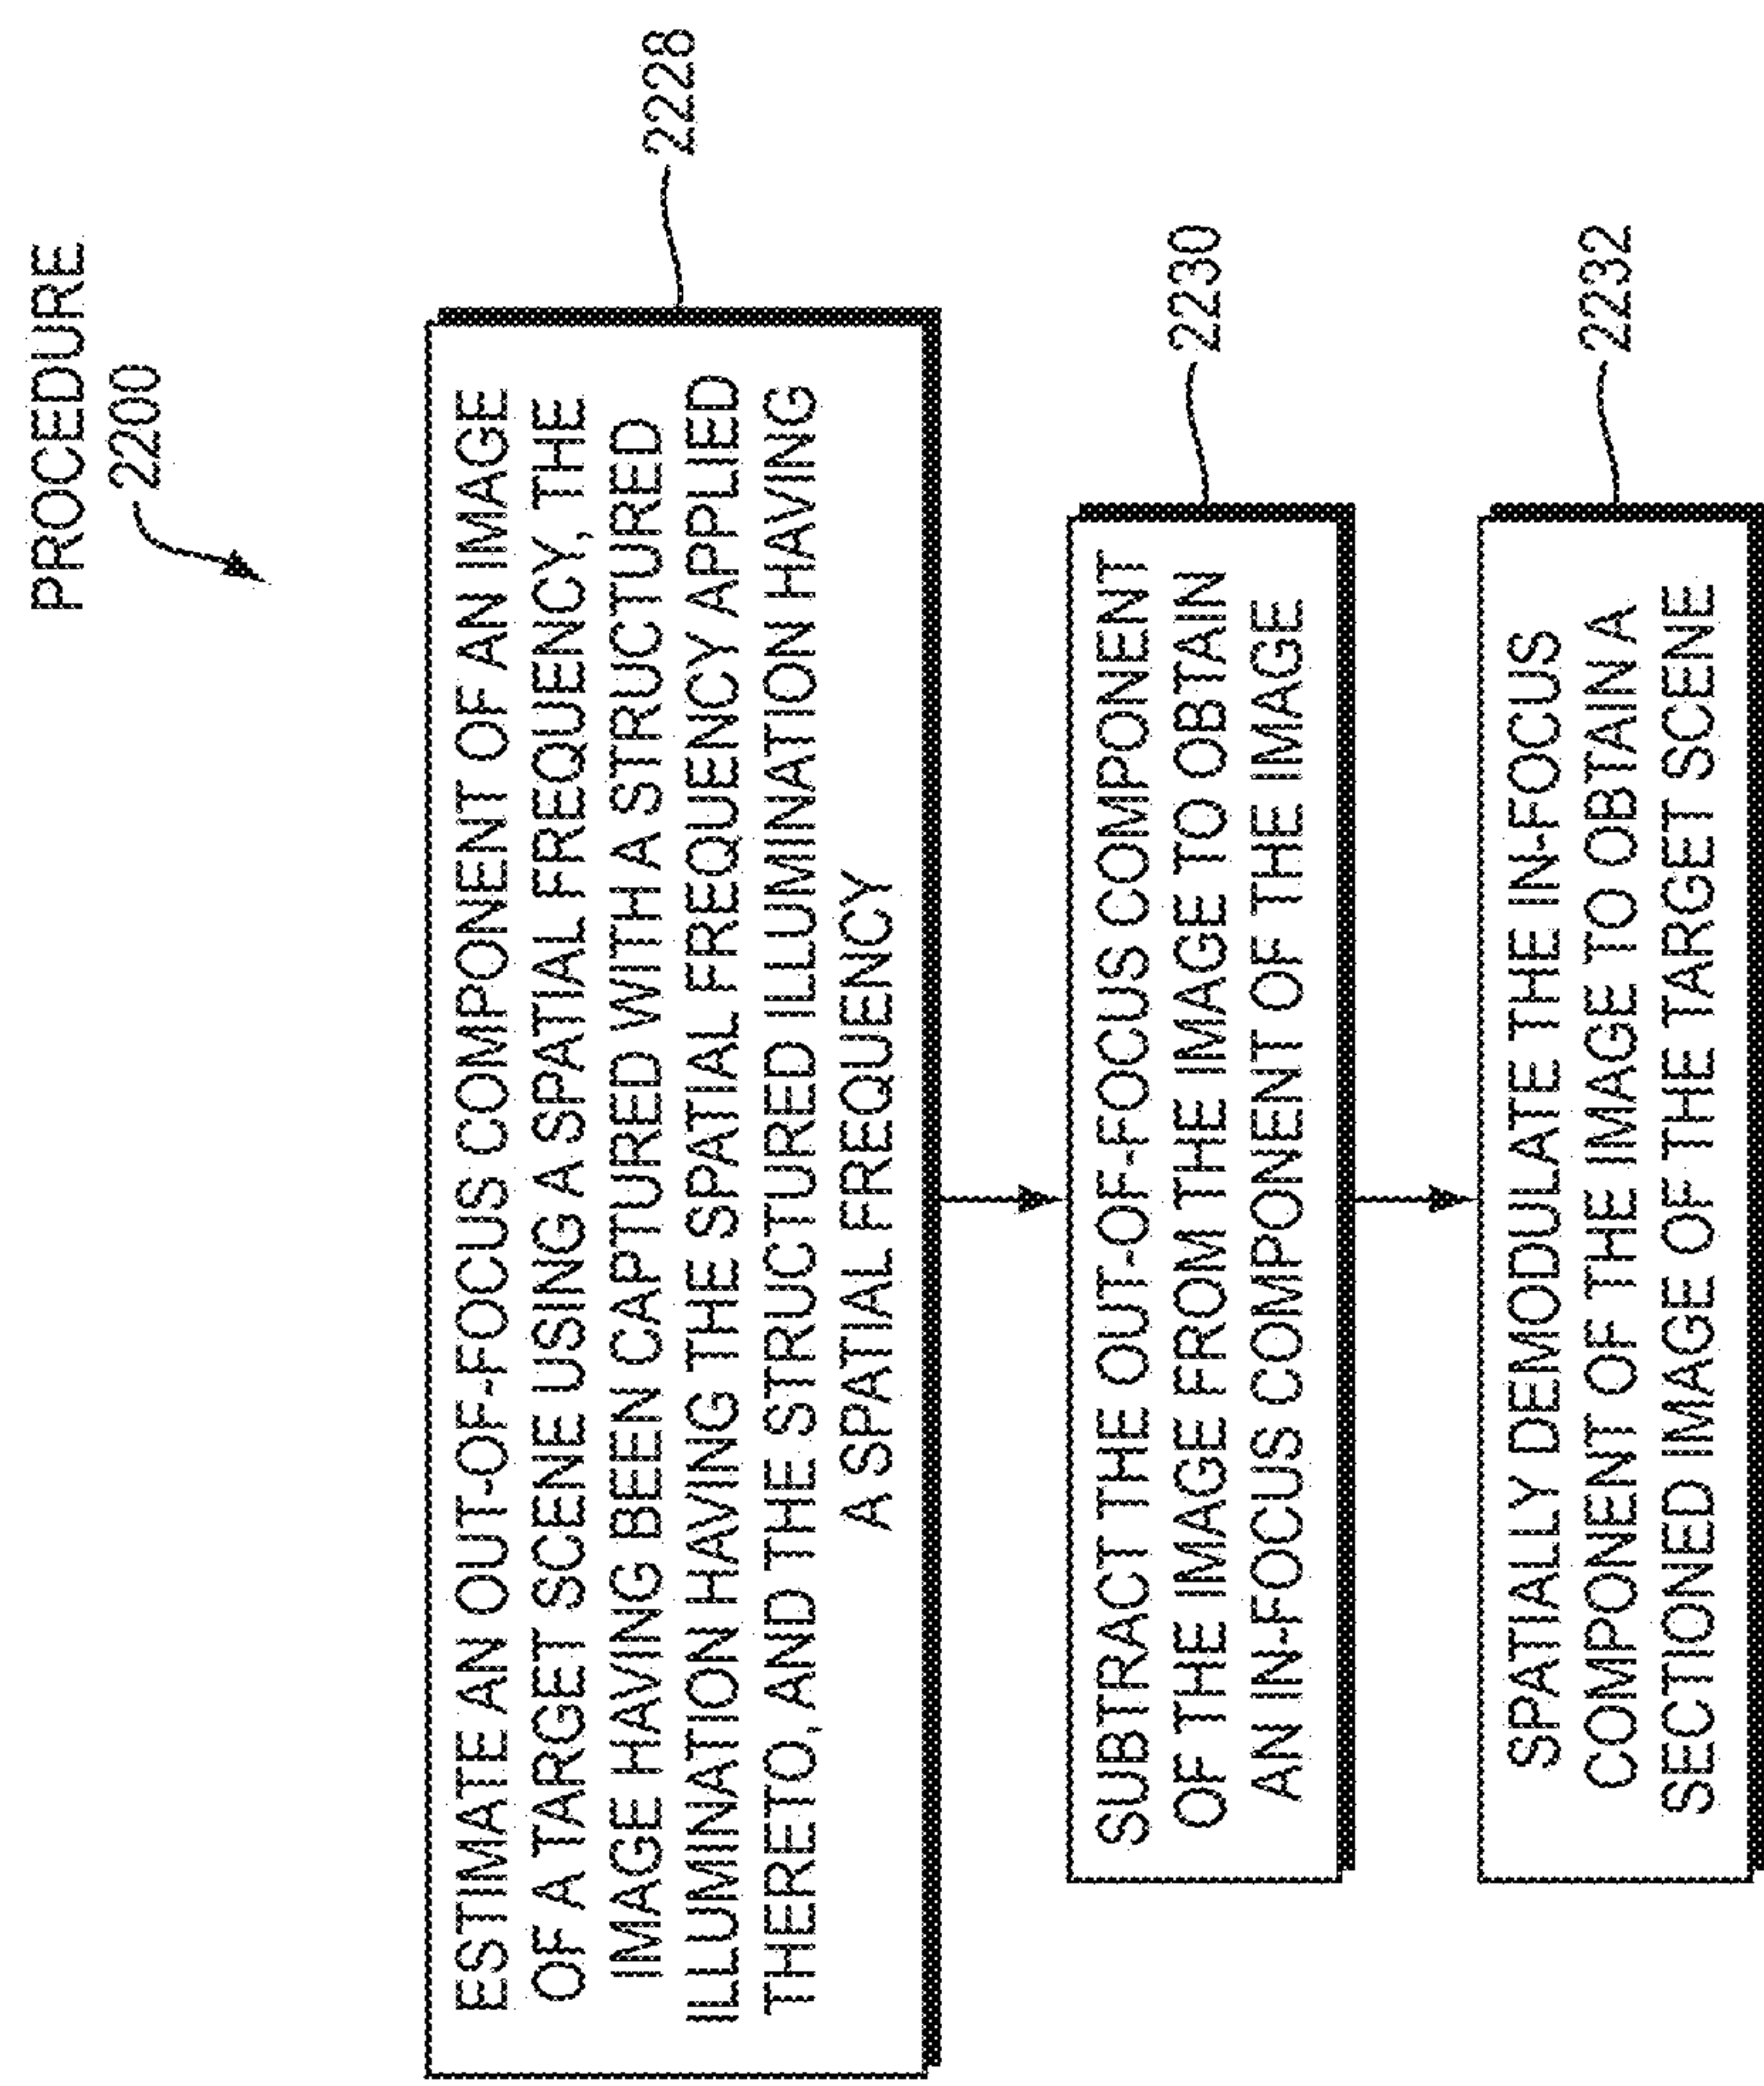 PROCEDURE
2200
ESTIMATE AN OUT-OF-FOCUS COMPONENT OF AN IMAGE
OF A TARGET SCENE USING A SPATIAL FREQUENCY, THE
IMAGE HAVING BEEN CAPTURED WITH A STRUCTURED
ILLUMINATION HAVING THE SPATIAL FREQUENCY APPLIED
THERETO, AND THE STRUCTURED ILLUMINATION HAVING
A SPATIAL FREQUENCY
2228
SUBTRACT THE OUT-OF-FOCUS COMPONENT
OF THE IMAGE FROM THE IMAGE TO OBTAIN
AN IN-FOCUS COMPONENT OF THE IMAGE
2230
SPATIALLY DEMODULATE THE IN-FOCUS
COMPONENT OF THE IMAGE TO OBTAIN A
SECTIONED IMAGE OF THE TARGET SCENE
2232